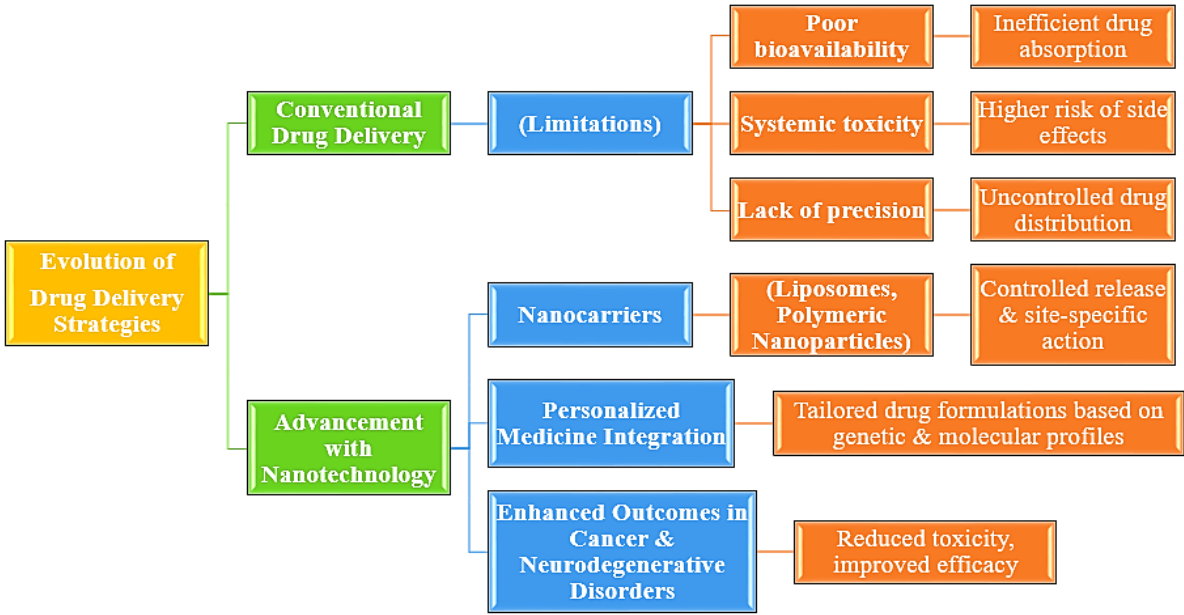 Evolution of
Drug Delivery
Strategies
Conventional
Drug Delivery
(Limitations)
Poor
bioavailability
Inefficient drug
absorption
Systemic toxicity
Higher risk of side
effects
Lack of precision
Uncontrolled drug
distribution
Advancement
with
Nanotechnology
Nanocarriers
(Liposomes,
Polymeric
Nanoparticles)
Controlled release
& site-specific
action
Personalized
Medicine Integration
Tailored drug formulations based on
genetic & molecular profiles
Enhanced Outcomes in
Cancer &
Neurodegenerative
Disorders
Reduced toxicity,
improved efficacy